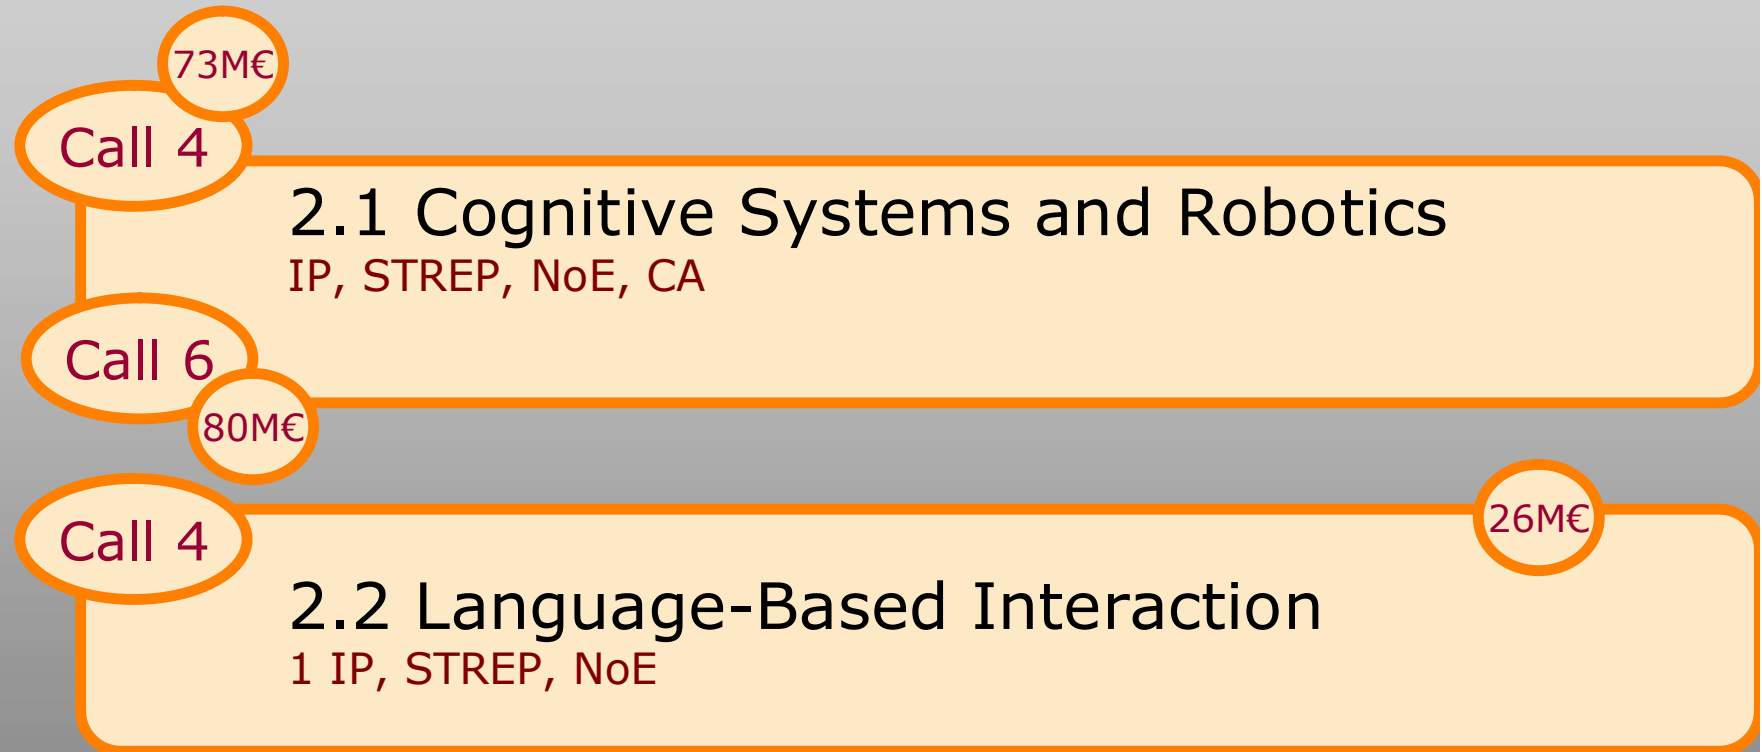 73M€
Call 4
2.1 Cognitive Systems and Robotics
IP, STREP, NoE, CA
Call 6
80M€
Call 4
26M€
2.2 Language-Based Interaction
1 IP, STREP, NoE